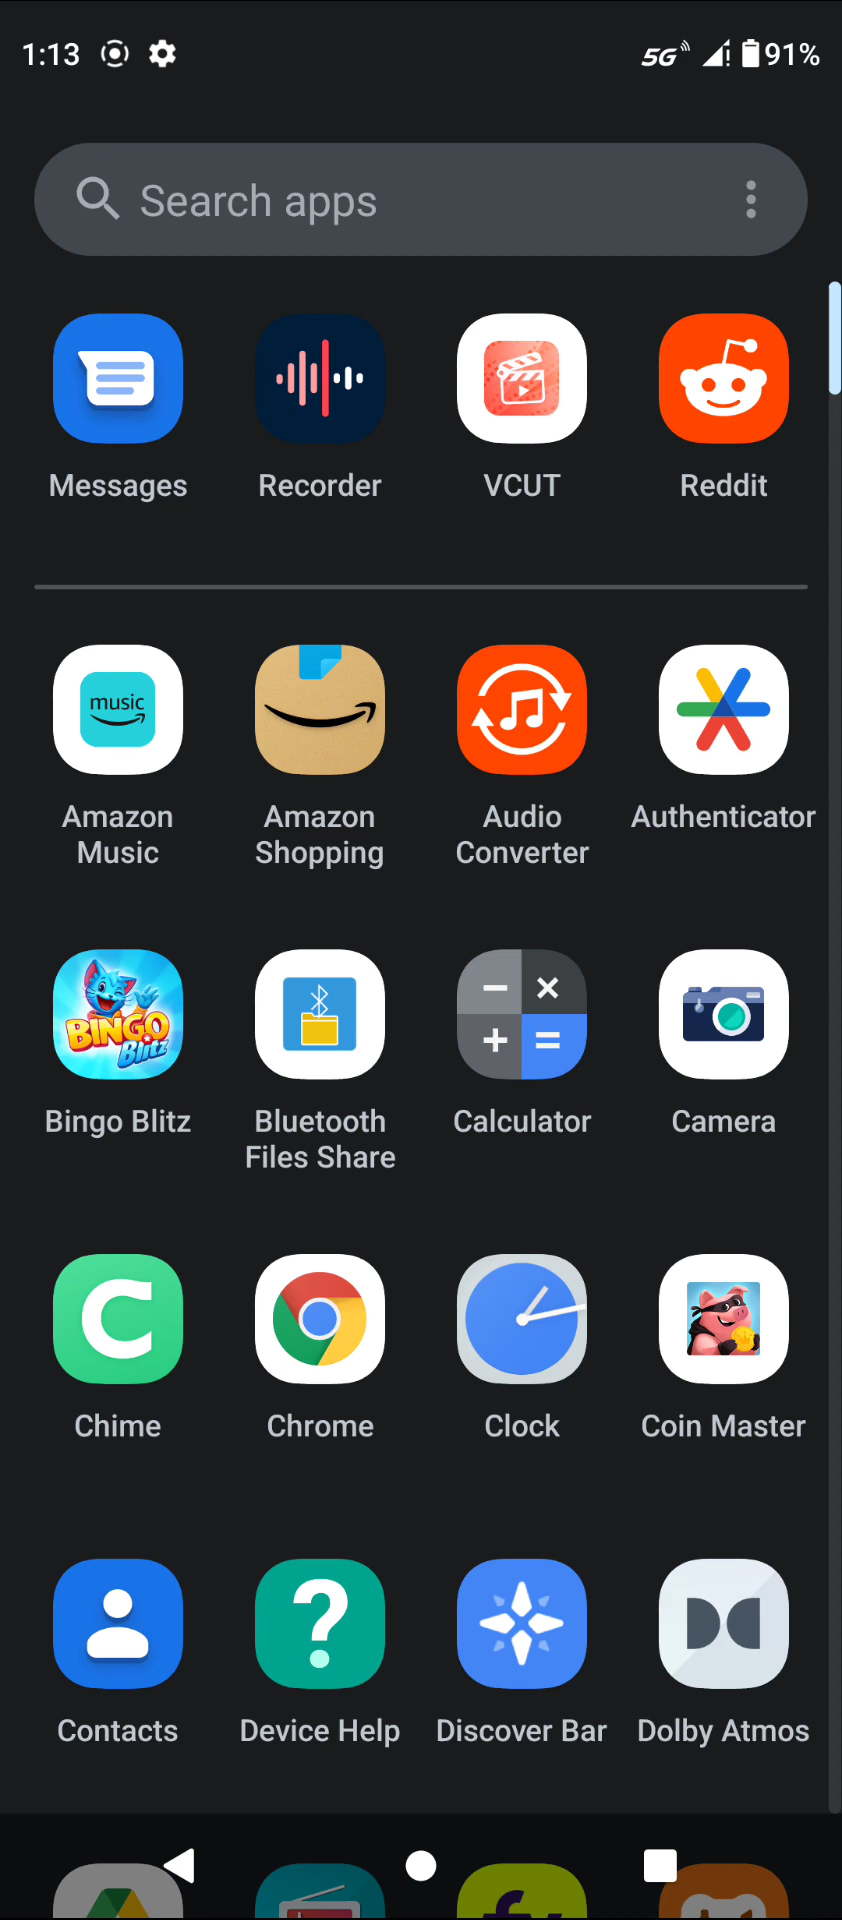 1:13 5G 91%
Search apps
Messages Recorder VCUT Reddit
music
Amazon Music
Amazon Shopping
Audio Converter
Authenticator
BINGO
Blitz
Bingo Blitz
Bluetooth Files Share
Calculator
Camera
Chime Chrome Clock Coin Master
Contacts Device Help Discover Bar Dolby Atmos